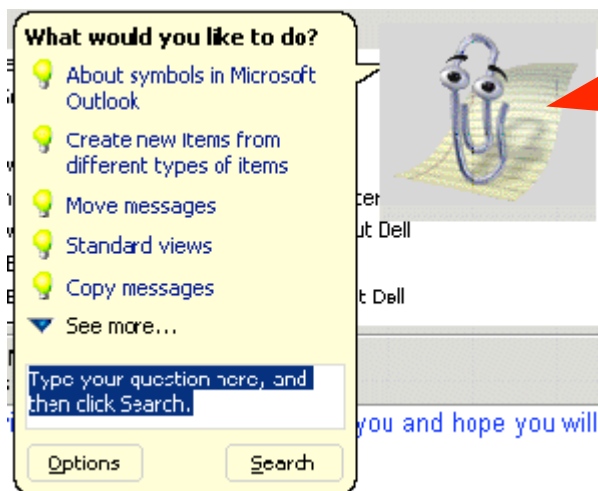 What would you like to do?
About symbols in Microsoft
Outlook
Create new items from
different types of items
Move messages
Standard views
Copy messages
See more...
Type your question here, and
then click Search.
Options
Search
ut Dell
t Dell
you and hope you will